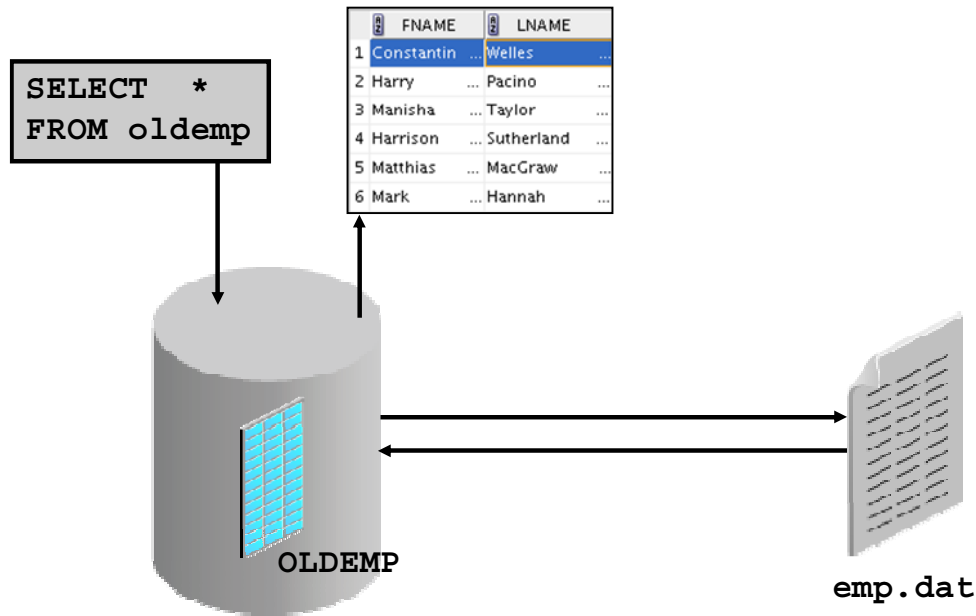 SELECT *
FROM oldemp
FNAME LNAME
1 Constantin ... Welles ...
2 Harry ... Pacino ...
3 Manisha ... Taylor ...
4 Harrison ... Sutherland ...
5 Matthias ... MacGraw ...
6 Mark ... Hannah ...
OLDEMP
emp.dat